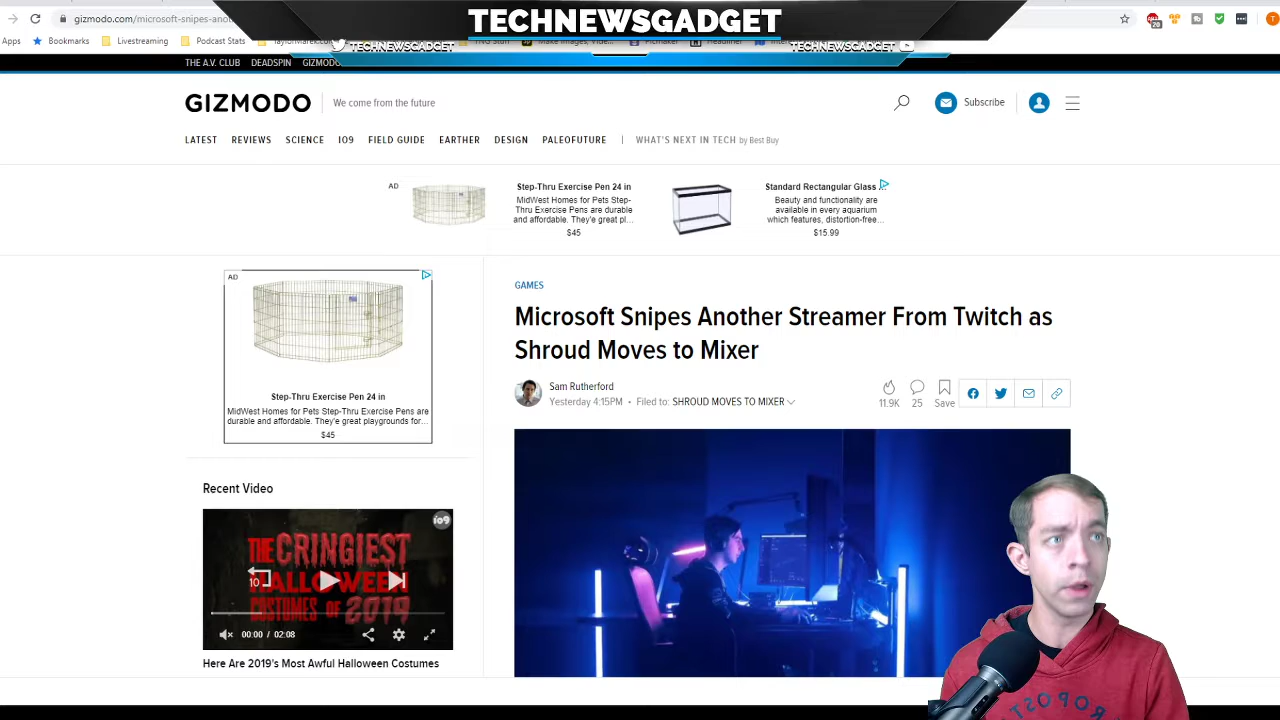 TECHNEWSGADGET
gizmodo.com/microsoft-snipes-ano
20
T
Apps
Bookmarks
Livestreaming
Podcast Stats
TECHNEWSGADGET
TECHNEWSGADGET
THE A.V. CLUB
DEADSPIN
GIZMODO
GIZMODO
We come from the future
Subscribe
LATEST
REVIEWS
SCIENCE
IO9
FIELD GUIDE
EARTHER
DESIGN
PALEOFUTURE
WHAT'S NEXT IN TECH by Best Buy
AD
Step-Thru Exercise Pen 24 in
MidWest Homes for Pets Step-
Thru Exercise Pens are durable
and affordable. They'e great pl...
$45
Standard Rectangular Glass ...
Beauty and functionality are
available in every aquarium
which features, distortion-free...
$15.99
AD
Step-Thru Exercise Pen 24 in
MidWest Homes for Pets Step-Thru Exercise Pens are
durable and affordable. They'e great playgrounds for...
$45
Recent Video
io9
THE CRINGIEST
HALLOWEEN
COSTUMES OF 2019
10
00:00 / 02:08
Here Are 2019's Most Awful Halloween Costumes
GAMES
Microsoft Snipes Another Streamer From Twitch as
Shroud Moves to Mixer
Sam Rutherford
Yesterday 4:15PM • Filed to: SHROUD MOVES TO MIXER
11.9K
25
Save